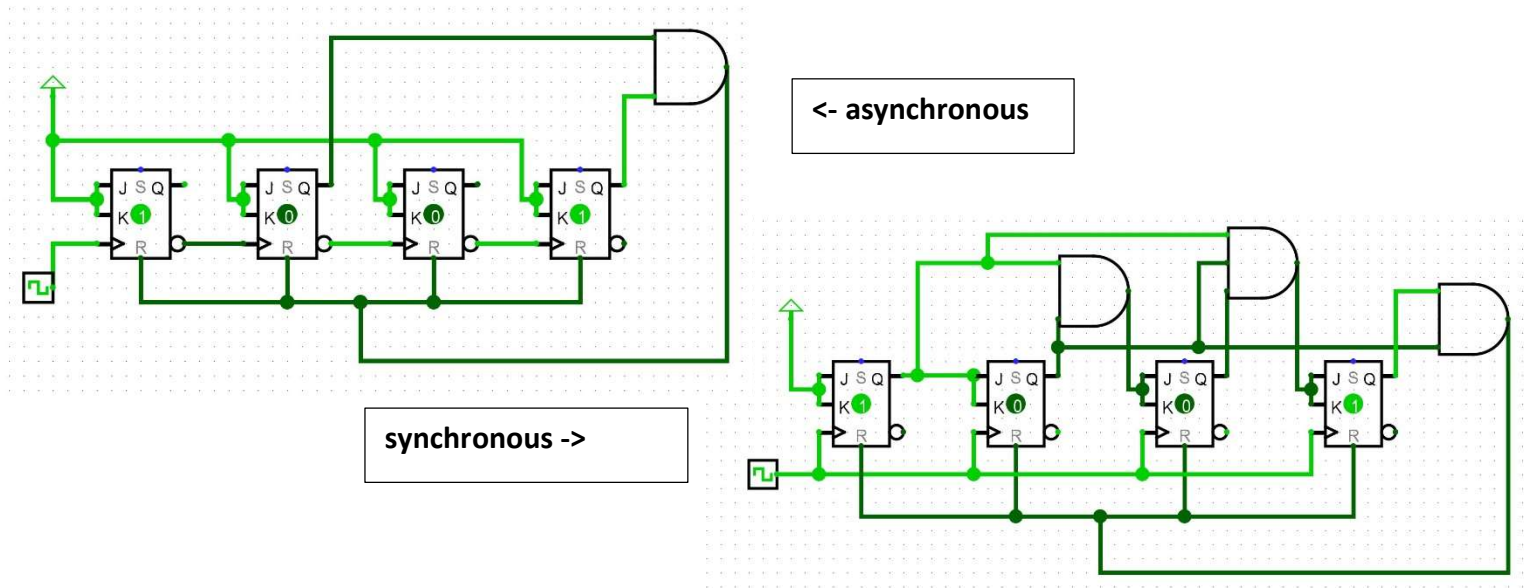 <- asynchronous
J S Q J S Q J S Q J S Q
K 1 K 0 K 0 K 1
R R R R
synchronous ->
J S Q J S Q J S Q J S Q
K 1 K 0 K 0 K 1
R R R R